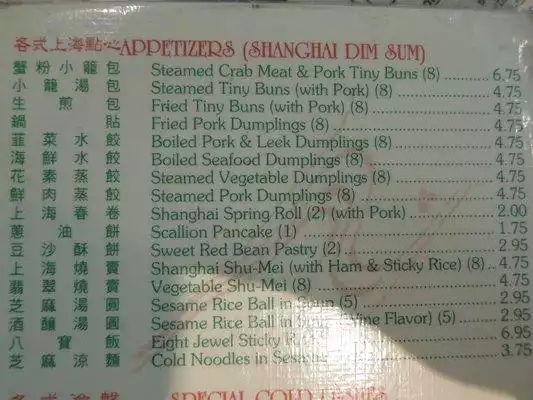 各式上海點心 APPETIZERS (SHANGHAI DIM SUM)
蟹粉小籠包 Steamed Crab Meat & Pork Tiny Buns (8) 6.75
小籠湯包 Steamed Tiny Buns (with Pork) (8) 4.75
生煎包 Fried Tiny Buns (with Pork) (8) 4.75
鍋貼 Fried Pork Dumplings (8) 4.75
韮菜水餃 Boiled Pork & Leek Dumplings (8) 4.75
海鮮水餃 Boiled Seafood Dumplings (8) 4.75
花素蒸餃 Steamed Vegetable Dumplings (8) 4.75
鮮肉蒸餃 Steamed Pork Dumplings (8) 4.75
上海春卷 Shanghai Spring Roll (2) (with Pork) 2.00
蔥油餅 Scallion Pancake (1) 1.75
豆沙酥餅 Sweet Red Bean Pastry (2) 2.95
上海燒賣 Shanghai Shu-Mei (with Ham & Sticky Rice) (8) 4.75
翡翠燒賣 Vegetable Shu-Mei (8) 4.75
芝麻湯圓 Sesame Rice Ball in Soup (5) 2.95
酒釀湯圓 Sesame Rice Ball in (Wine Flavor) (5) 2.95
八寶飯 Eight Jewel Sticky 6.95
芝麻涼麵 Cold Noodles in Sesame 3.75
SPECIAL COLD DISHES